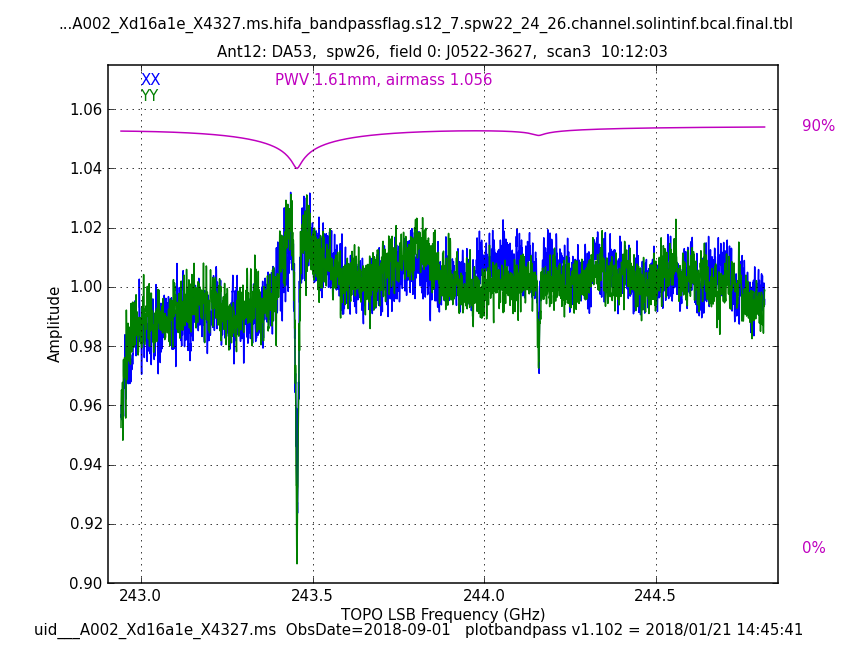 ...A002_Xd16a1e_X4327.ms.hifa_bandpassflag.s12_7.spw22_24_26.channel.solintinf.bcal.final.tbl
Ant12: DA53,  spw26,  field 0: J0522-3627,  scan3  10:12:03
XX
PWV 1.61mm, airmass 1.056
YY
1.06
90%
1.04
1.02
1.00
Amplitude
0.98
0.96
0.94
0.92
0%
0.90
243.0
243.5
244.0
244.5
TOPO LSB Frequency (GHz)
uid___A002_Xd16a1e_X4327.ms  ObsDate=2018-09-01   plotbandpass v1.102 = 2018/01/21 14:45:41